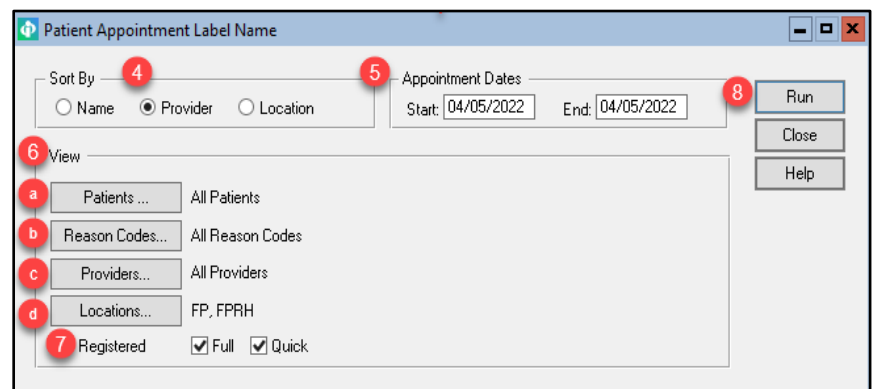 Patient Appointment Label Name
Sort By 4
Name Provider Location
5 Appointment Dates
Start: 04/05/2022 End: 04/05/2022
8 Run
Close
Help
6 View
a Patients ... All Patients
b Reason Codes... All Reason Codes
c Providers... All Providers
d Locations... FP, FPRH
7 Registered Full Quick